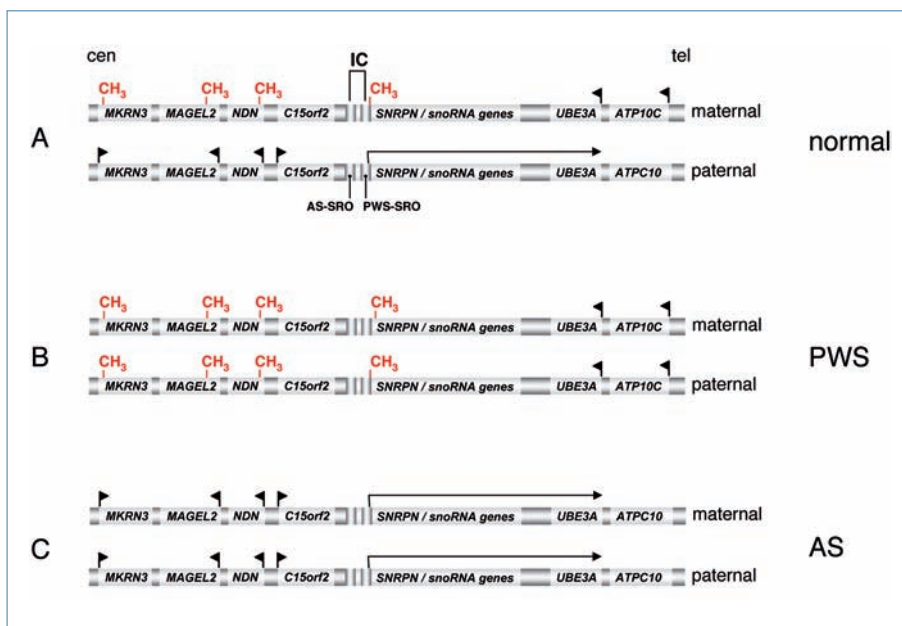 cen IC tel
CH₃ CH₃ CH₃ CH₃
MKRN3 MAGEL2 NDN C15orf2 SNRPN / snoRNA genes UBE3A ATP10C maternal
A normal
MKRN3 MAGEL2 NDN C15orf2 SNRPN / snoRNA genes UBE3A ATPC10 paternal
AS-SRO PWS-SRO
CH₃ CH₃ CH₃ CH₃
MKRN3 MAGEL2 NDN C15orf2 SNRPN / snoRNA genes UBE3A ATP10C maternal
B PWS
CH₃ CH₃ CH₃ CH₃
MKRN3 MAGEL2 NDN C15orf2 SNRPN / snoRNA genes UBE3A ATP10C paternal
MKRN3 MAGEL2 NDN C15orf2 SNRPN / snoRNA genes UBE3A ATPC10 maternal
C AS
MKRN3 MAGEL2 NDN C15orf2 SNRPN / snoRNA genes UBE3A ATPC10 paternal